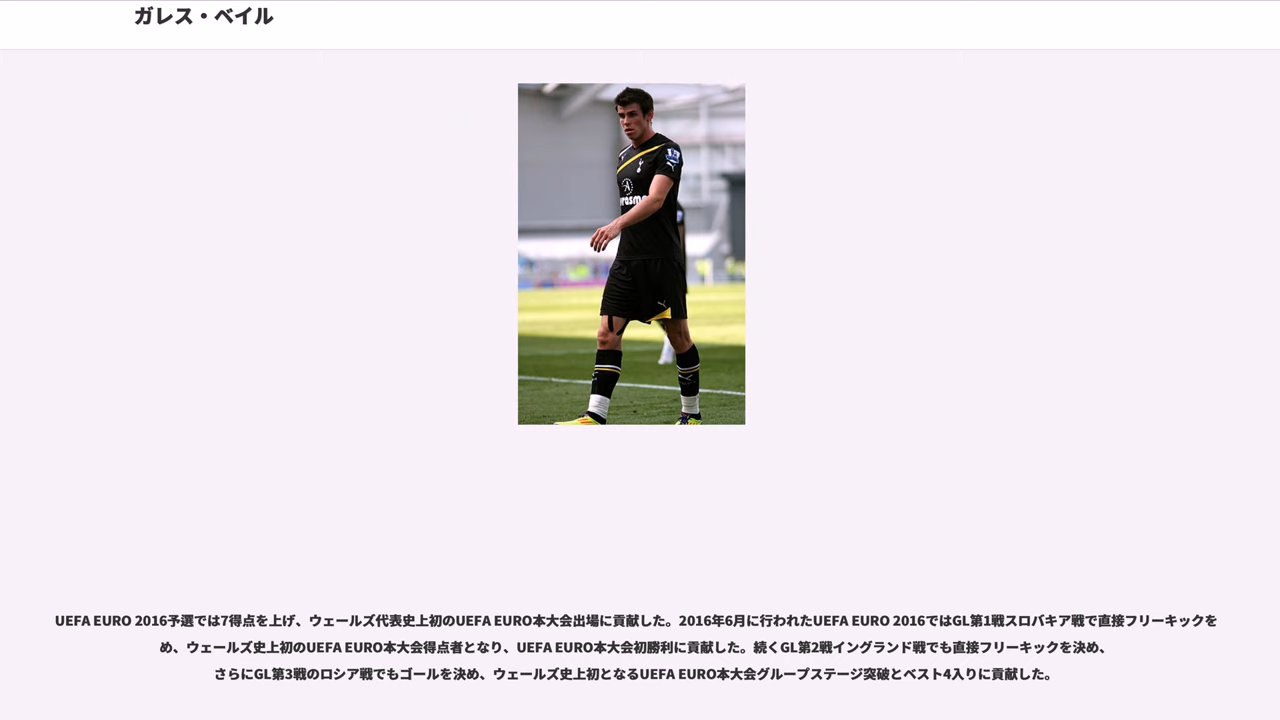 ガレス・ベイル
UEFA EURO 2016予選では7得点を上げ、ウェールズ代表史上初のUEFA EURO本大会出場に貢献した。2016年6月に行われたUEFA EURO 2016ではGL第1戦スロバキア戦で直接フリーキックを
め、ウェールズ史上初のUEFA EURO本大会得点者となり、UEFA EURO本大会初勝利に貢献した。続くGL第2戦イングランド戦でも直接フリーキックを決め、
さらにGL第3戦のロシア戦でもゴールを決め、ウェールズ史上初となるUEFA EURO本大会グループステージ突破とベスト4入りに貢献した。